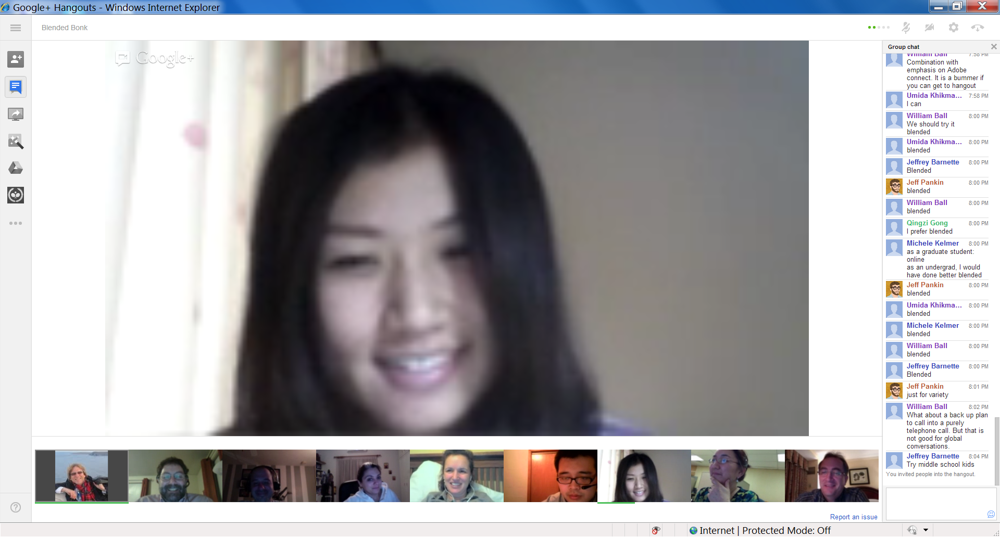 Google+ Hangouts - Windows Internet Explorer
Blended Bonk
Google+
Group chat
William Ball 7:58 PM
Combination with
emphasis on Adobe
connect. It is a bummer if
you can get to hangout
Umida Khikma... 7:58 PM
I can
William Ball 8:00 PM
We should try it
blended
Umida Khikma... 8:00 PM
blended
Jeffrey Barnette 8:00 PM
Blended
Jeff Pankin 8:00 PM
blended
William Ball 8:00 PM
blended
Qingzi Gong 8:00 PM
I prefer blended
Michele Kelmer 8:00 PM
as a graduate student:
online
as an undergrad, I would
have done better blended
Jeff Pankin 8:00 PM
blended
Umida Khikma... 8:00 PM
blended
Michele Kelmer 8:00 PM
blended
William Ball 8:00 PM
blended
Jeffrey Barnette 8:00 PM
Blended
Jeff Pankin 8:01 PM
just for variety
William Ball 8:02 PM
What about a back up plan
to call into a purely
telephone call. But that is
not good for global
conversations.
Jeffrey Barnette 8:04 PM
Try middle school kids
You invited people into the hangout.
Report an issue
Internet | Protected Mode: Off